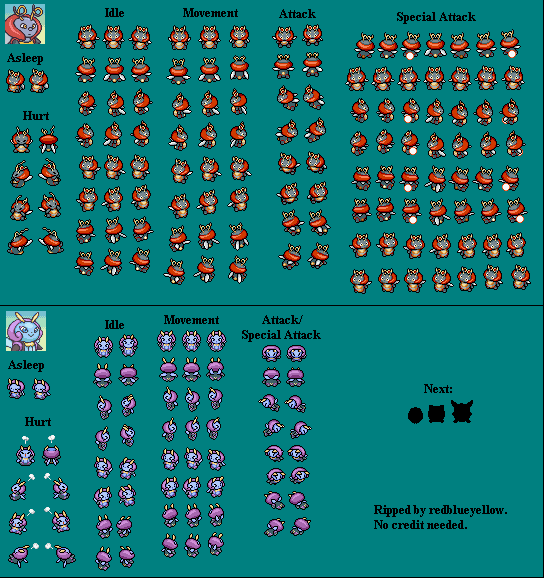 Idle
Movement
Attack
Special Attack
Asleep
Hurt
Idle
Movement
Attack/
Special Attack
Asleep
Hurt
Next:
Ripped by redblueyellow.
No credit needed.